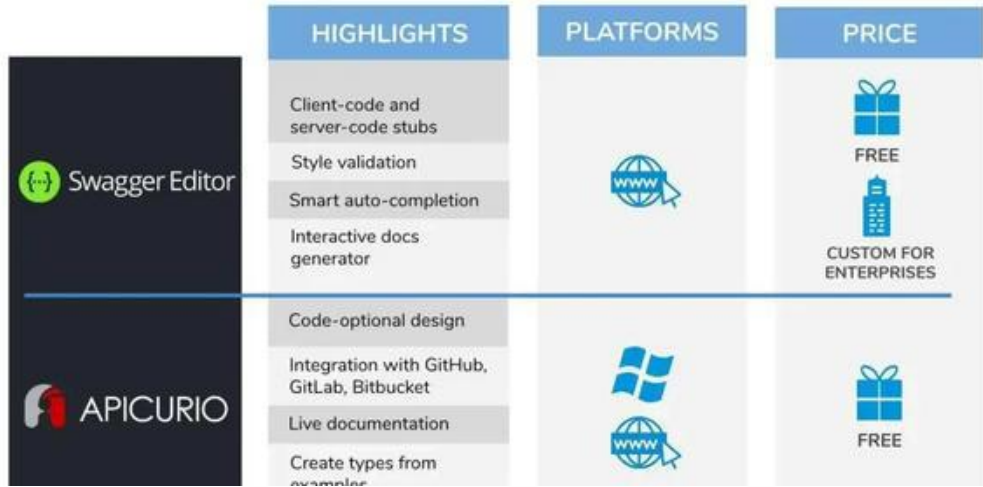 HIGHLIGHTS
PLATFORMS
PRICE
{···} Swagger Editor
Client-code and
server-code stubs
Style validation
Smart auto-completion
Interactive docs
generator
www
FREE
CUSTOM FOR
ENTERPRISES
APICURIO
Code-optional design
Integration with GitHub,
GitLab, Bitbucket
Live documentation
Create types from
examples
www
FREE